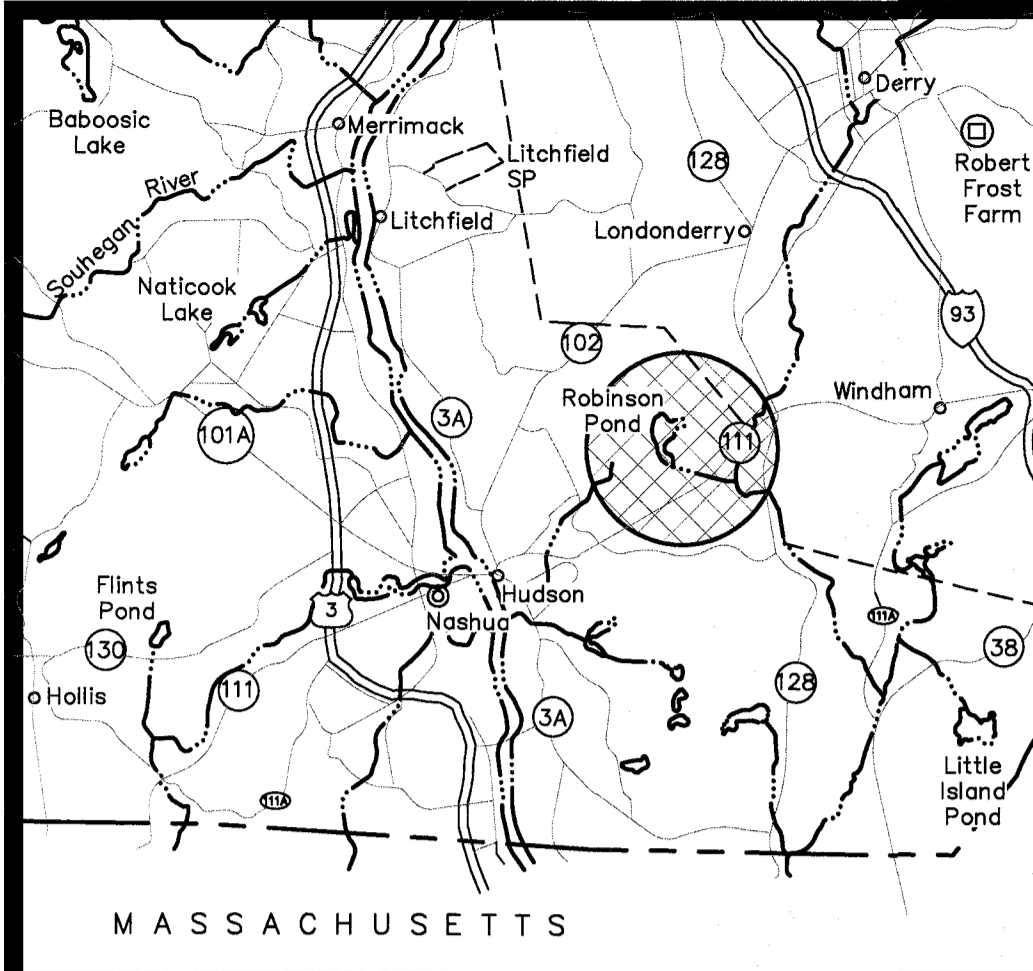 Baboosic
Lake
Merrimack
Derry
Litchfield
SP
128
Robert
Frost
Farm
Souhegan River
Litchfield
Londonderry
Naticook
Lake
93
102
Windham
Robinson
Pond
3A
101A
111
Flints
Pond
3
Hudson
Nashua
111A
130
38
Hollis
111
128
3A
Little
Island
Pond
111A
MASSACHUSETTS